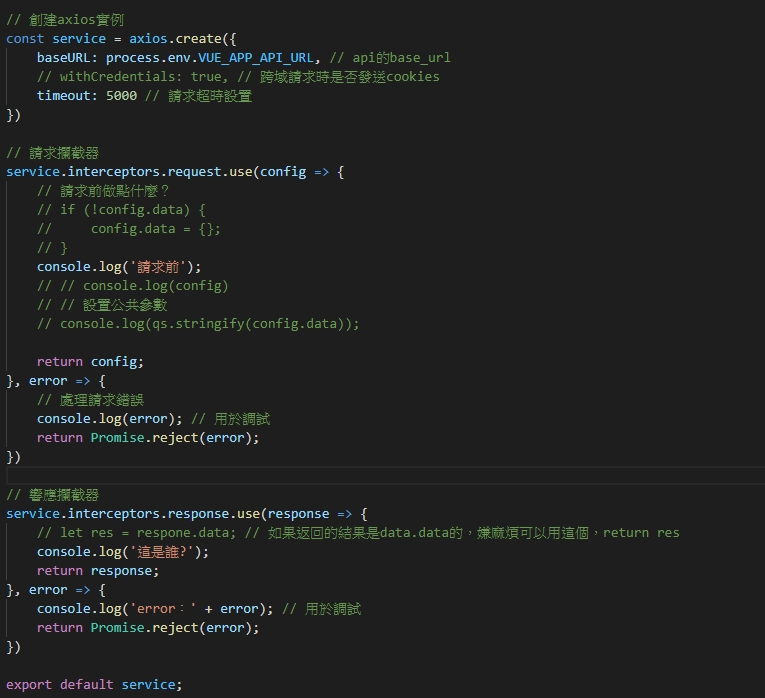 // 創建axios實例
const service = axios.create({
    baseURL: process.env.VUE_APP_API_URL, // api的base_url
    // withCredentials: true, // 跨域請求時是否發送cookies
    timeout: 5000 // 請求超時設置
})

// 請求攔截器
service.interceptors.request.use(config => {
    // 請求前做點什麼？
    // if (!config.data) {
    //     config.data = {};
    // }
    console.log('請求前');
    // // console.log(config)
    // // 設置公共參數
    // console.log(qs.stringify(config.data));

    return config;
}, error => {
    // 處理請求錯誤
    console.log(error); // 用於調試
    return Promise.reject(error);
})

// 響應攔截器
service.interceptors.response.use(response => {
    // let res = respone.data; // 如果返回的結果是data.data的，嫌麻煩可以用這個，return res
    console.log('這是誰?');
    return response;
}, error => {
    console.log('error：' + error); // 用於調試
    return Promise.reject(error);
})

export default service;